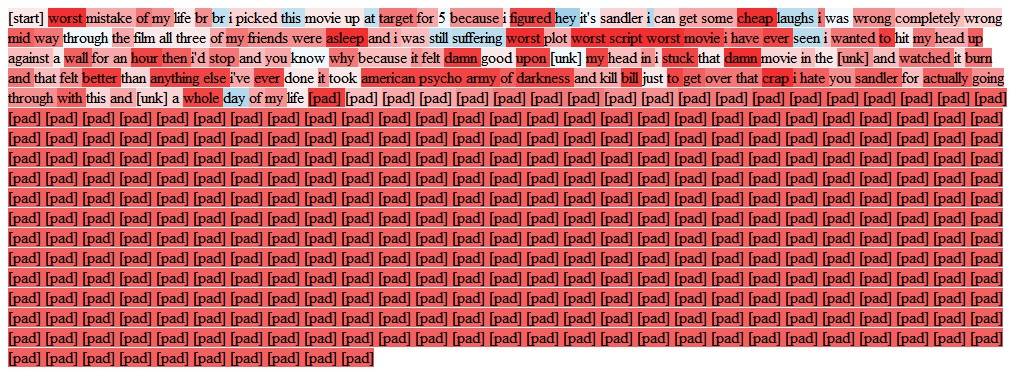 [start] worst mistake of my life br br i picked this movie up at target for 5 because i figured hey it's sandler i can get some cheap laughs i was wrong completely wrong
mid way through the film all three of my friends were asleep and i was still suffering worst plot worst script worst movie i have ever seen i wanted to hit my head up
against a wall for an hour then i'd stop and you know why because it felt damn good upon [unk] my head in i stuck that damn movie in the [unk] and watched it burn
and that felt better than anything else i've ever done it took american psycho army of darkness and kill bill just to get over that crap i hate you sandler for actually going
through with this and [unk] a whole day of my life [pad] [pad] [pad] [pad] [pad] [pad] [pad] [pad] [pad] [pad] [pad] [pad] [pad] [pad] [pad] [pad] [pad] [pad] [pad]
[pad] [pad] [pad] [pad] [pad] [pad] [pad] [pad] [pad] [pad] [pad] [pad] [pad] [pad] [pad] [pad] [pad] [pad] [pad] [pad] [pad] [pad] [pad] [pad] [pad] [pad] [pad]
[pad] [pad] [pad] [pad] [pad] [pad] [pad] [pad] [pad] [pad] [pad] [pad] [pad] [pad] [pad] [pad] [pad] [pad] [pad] [pad] [pad] [pad] [pad] [pad] [pad] [pad] [pad]
[pad] [pad] [pad] [pad] [pad] [pad] [pad] [pad] [pad] [pad] [pad] [pad] [pad] [pad] [pad] [pad] [pad] [pad] [pad] [pad] [pad] [pad] [pad] [pad] [pad] [pad] [pad]
[pad] [pad] [pad] [pad] [pad] [pad] [pad] [pad] [pad] [pad] [pad] [pad] [pad] [pad] [pad] [pad] [pad] [pad] [pad] [pad] [pad] [pad] [pad] [pad] [pad] [pad] [pad]
[pad] [pad] [pad] [pad] [pad] [pad] [pad] [pad] [pad] [pad] [pad] [pad] [pad] [pad] [pad] [pad] [pad] [pad] [pad] [pad] [pad] [pad] [pad] [pad] [pad] [pad] [pad]
[pad] [pad] [pad] [pad] [pad] [pad] [pad] [pad] [pad] [pad] [pad] [pad] [pad] [pad] [pad] [pad] [pad] [pad] [pad] [pad] [pad] [pad] [pad] [pad] [pad] [pad] [pad]
[pad] [pad] [pad] [pad] [pad] [pad] [pad] [pad] [pad] [pad] [pad] [pad] [pad] [pad] [pad] [pad] [pad] [pad] [pad] [pad] [pad] [pad] [pad] [pad] [pad] [pad] [pad]
[pad] [pad] [pad] [pad] [pad] [pad] [pad] [pad] [pad] [pad] [pad] [pad] [pad] [pad] [pad] [pad] [pad] [pad] [pad] [pad] [pad] [pad] [pad] [pad] [pad] [pad] [pad]
[pad] [pad] [pad] [pad] [pad] [pad] [pad] [pad] [pad] [pad] [pad] [pad] [pad] [pad] [pad] [pad] [pad] [pad] [pad] [pad] [pad] [pad] [pad] [pad] [pad] [pad] [pad]
[pad] [pad] [pad] [pad] [pad] [pad] [pad] [pad] [pad] [pad] [pad] [pad] [pad] [pad] [pad] [pad] [pad] [pad] [pad] [pad] [pad] [pad] [pad] [pad] [pad] [pad] [pad]
[pad] [pad] [pad] [pad] [pad] [pad] [pad] [pad] [pad] [pad] [pad] [pad] [pad] [pad] [pad] [pad] [pad] [pad] [pad] [pad] [pad] [pad] [pad] [pad] [pad] [pad] [pad]
[pad] [pad] [pad] [pad] [pad] [pad] [pad] [pad] [pad] [pad] [pad] [pad] [pad] [pad] [pad] [pad] [pad] [pad] [pad] [pad] [pad] [pad] [pad] [pad] [pad] [pad] [pad]
[pad] [pad] [pad] [pad] [pad] [pad] [pad] [pad] [pad] [pad]